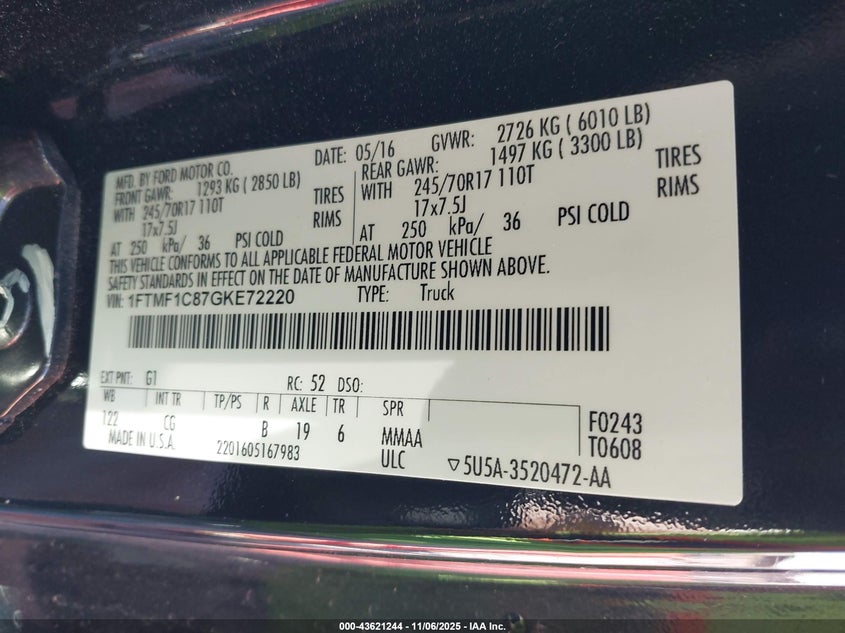 MFD. BY FORD MOTOR CO.
DATE: 05/16 GVWR: 2726 KG ( 6010 LB)
FRONT GAWR: 1293 KG ( 2850 LB)
WITH 245/70R17 110T TIRES
17x7.5J RIMS
AT 250 kPa/ 36 PSI COLD
REAR GAWR: 1497 KG ( 3300 LB)
WITH 245/70R17 110T TIRES
17x7.5J RIMS
AT 250 kPa/ 36 PSI COLD
THIS VEHICLE CONFORMS TO ALL APPLICABLE FEDERAL MOTOR VEHICLE
SAFETY STANDARDS IN EFFECT ON THE DATE OF MANUFACTURE SHOWN ABOVE.
VIN: 1FTMF1C87GKE72220 TYPE: Truck
EXT PNT: G1 RC: 52 DSO:
WB INT TR TP/PS R AXLE TR SPR
122 CG B 19 6 MMAA F0243
MADE IN U.S.A. 2201605167983 ULC T0608
▽5U5A-3520472-AA
000-43621244 - 11/06/2025 - IAA Inc.